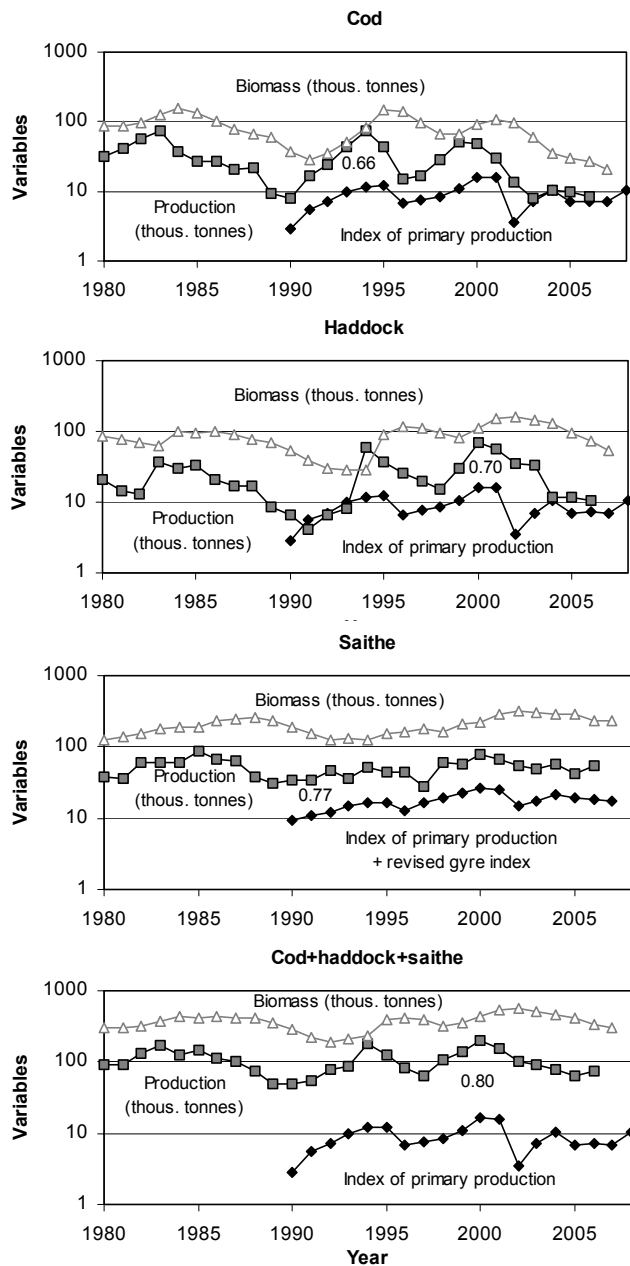 Cod
1000
100
10
1
Variables
Biomass (thous. tonnes)
0.66
Production
(thous. tonnes)
Index of primary production
1980 1985 1990 1995 2000 2005
Haddock
1000
100
10
1
Variables
Biomass (thous. tonnes)
0.70
Production
(thous. tonnes)
Index of primary production
1980 1985 1990 1995 2000 2005
Saithe
1000
100
10
1
Variables
Biomass (thous. tonnes)
Production
(thous. tonnes)
0.77
Index of primary production
+ revised gyre index
1980 1985 1990 1995 2000 2005
Cod+haddock+saithe
1000
100
10
1
Variables
Biomass (thous. tonnes)
Production
(thous. tonnes)
0.80
Index of primary production
1980 1985 1990 1995 2000 2005
Year